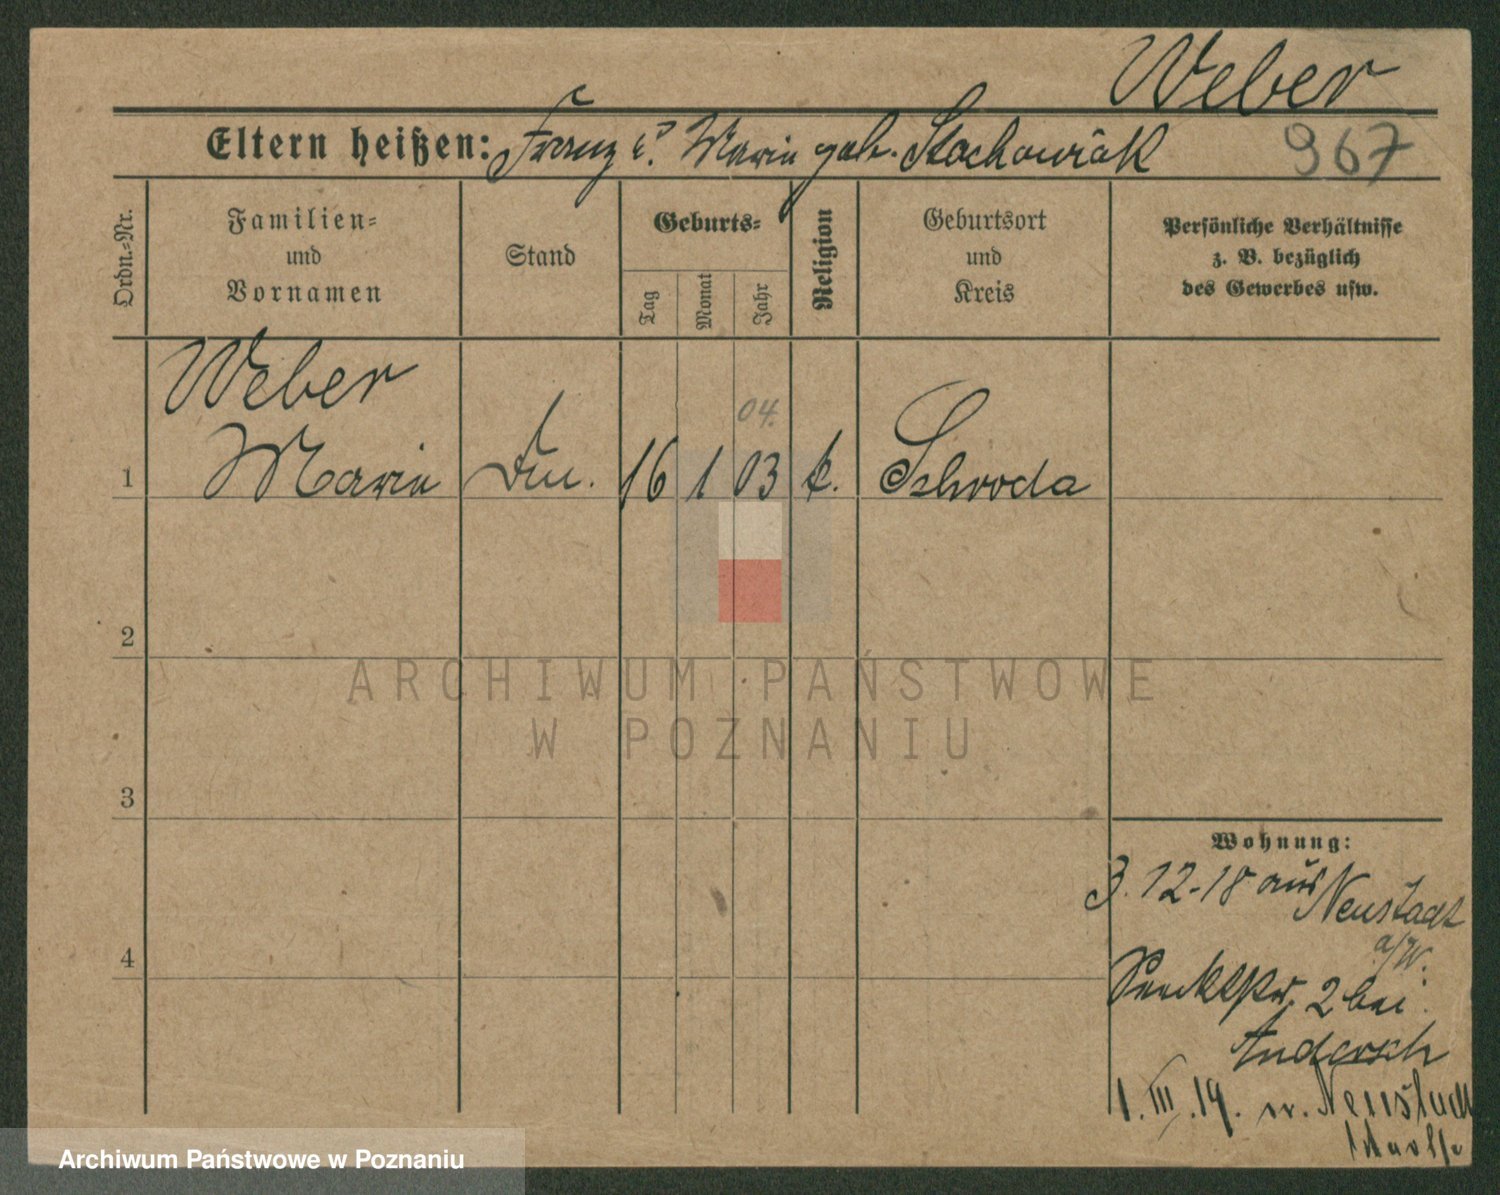 Weber
Eltern heißen: Franz u. Marie geb. Stachowiak 967
Ordn.=Nr.
Familien=
und
Vornamen
Stand
Geburts=
Tag
Monat
Jahr
Religion
Geburtsort
und
Kreis
Persönliche Verhältnisse
z. B. bezüglich
des Gewerbes usw.
Weber
04.
1 Marie 16 1 03 k. Schroda
2
ARCHIWUM PAŃSTWOWE
W POZNANIU
3
Wohnung:
3. 12-18 aus Neustadt
a/W.
4
2 bei
Andersch
1. III. 19. n. Neustadt
Archiwum Państwowe w Poznaniu